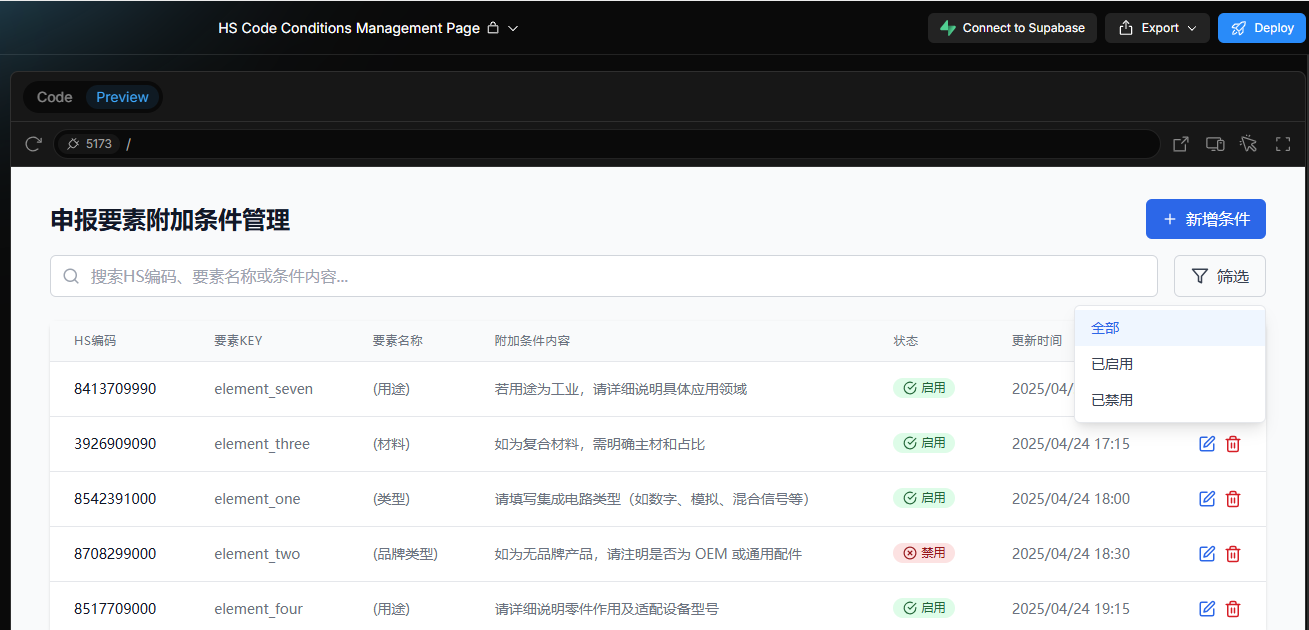 HS Code Conditions Management Page
Connect to Supabase
Export
Deploy
Code
Preview
5173 /
申报要素附加条件管理
+ 新增条件
搜索HS编码、要素名称或条件内容...
筛选
全部
已启用
已禁用
HS编码 要素KEY 要素名称 附加条件内容 状态 更新时间
8413709990 element_seven (用途) 若用途为工业，请详细说明具体应用领域 启用 2025/04/
3926909090 element_three (材料) 如为复合材料，需明确主材和占比 启用 2025/04/24 17:15
8542391000 element_one (类型) 请填写集成电路类型（如数字、模拟、混合信号等） 启用 2025/04/24 18:00
8708299000 element_two (品牌类型) 如为无品牌产品，请注明是否为 OEM 或通用配件 禁用 2025/04/24 18:30
8517709000 element_four (用途) 请详细说明零件作用及适配设备型号 启用 2025/04/24 19:15